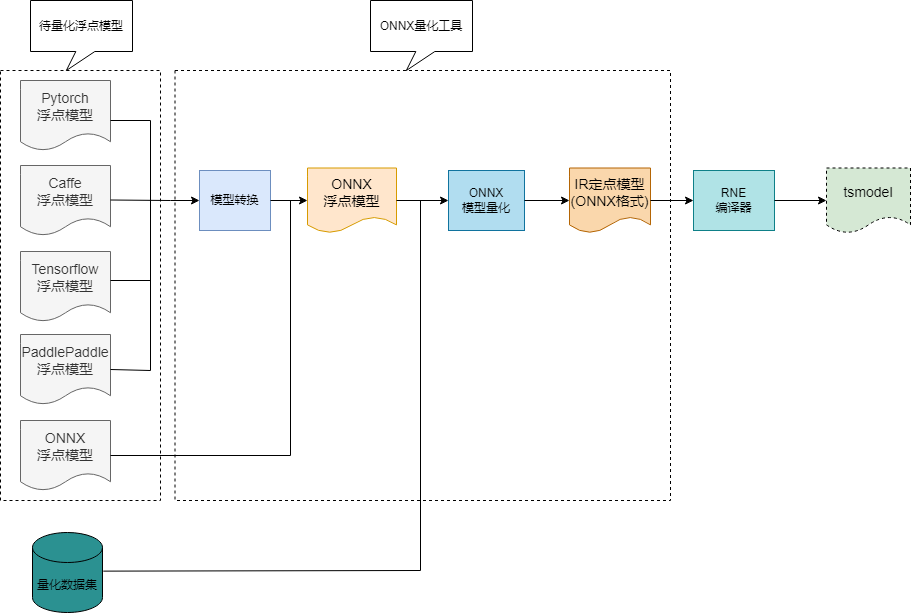 待量化浮点模型
ONNX量化工具
Pytorch
浮点模型
Caffe
浮点模型
Tensorflow
浮点模型
PaddlePaddle
浮点模型
ONNX
浮点模型
量化数据集
模型转换
ONNX
浮点模型
ONNX
模型量化
IR定点模型
(ONNX格式)
RNE
编译器
tsmodel